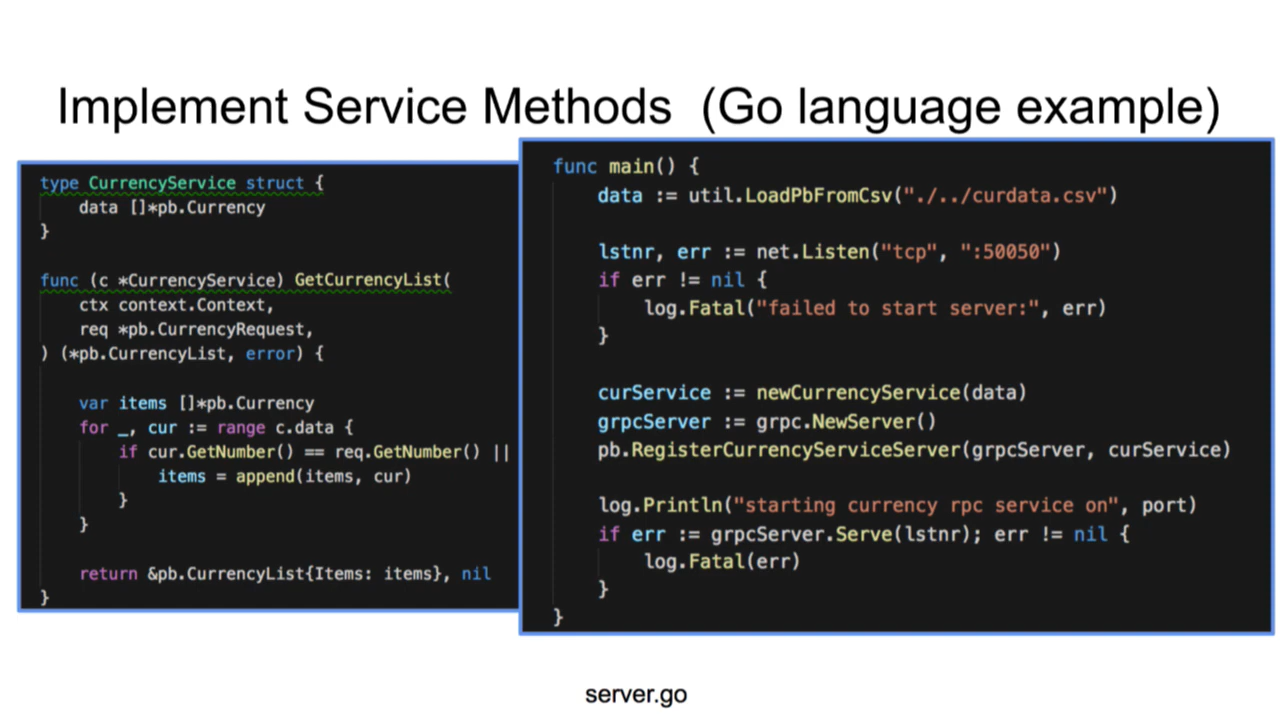 Implement Service Methods (Go language example)
type CurrencyService struct {
data []*pb.Currency
}
func (c *CurrencyService) GetCurrencyList(
ctx context.Context,
req *pb.CurrencyRequest,
) (*pb.CurrencyList, error) {
var items []*pb.Currency
for _, cur := range c.data {
if cur.GetNumber() == req.GetNumber() ||
items = append(items, cur)
}
}
return &pb.CurrencyList{Items: items}, nil
}
func main() {
data := util.LoadPbFromCsv("./../curdata.csv")
lstnr, err := net.Listen("tcp", ":50050")
if err != nil {
log.Fatal("failed to start server:", err)
}
curService := newCurrencyService(data)
grpcServer := grpc.NewServer()
pb.RegisterCurrencyServiceServer(grpcServer, curService)
log.Println("starting currency rpc service on", port)
if err := grpcServer.Serve(lstnr); err != nil {
log.Fatal(err)
}
}
server.go